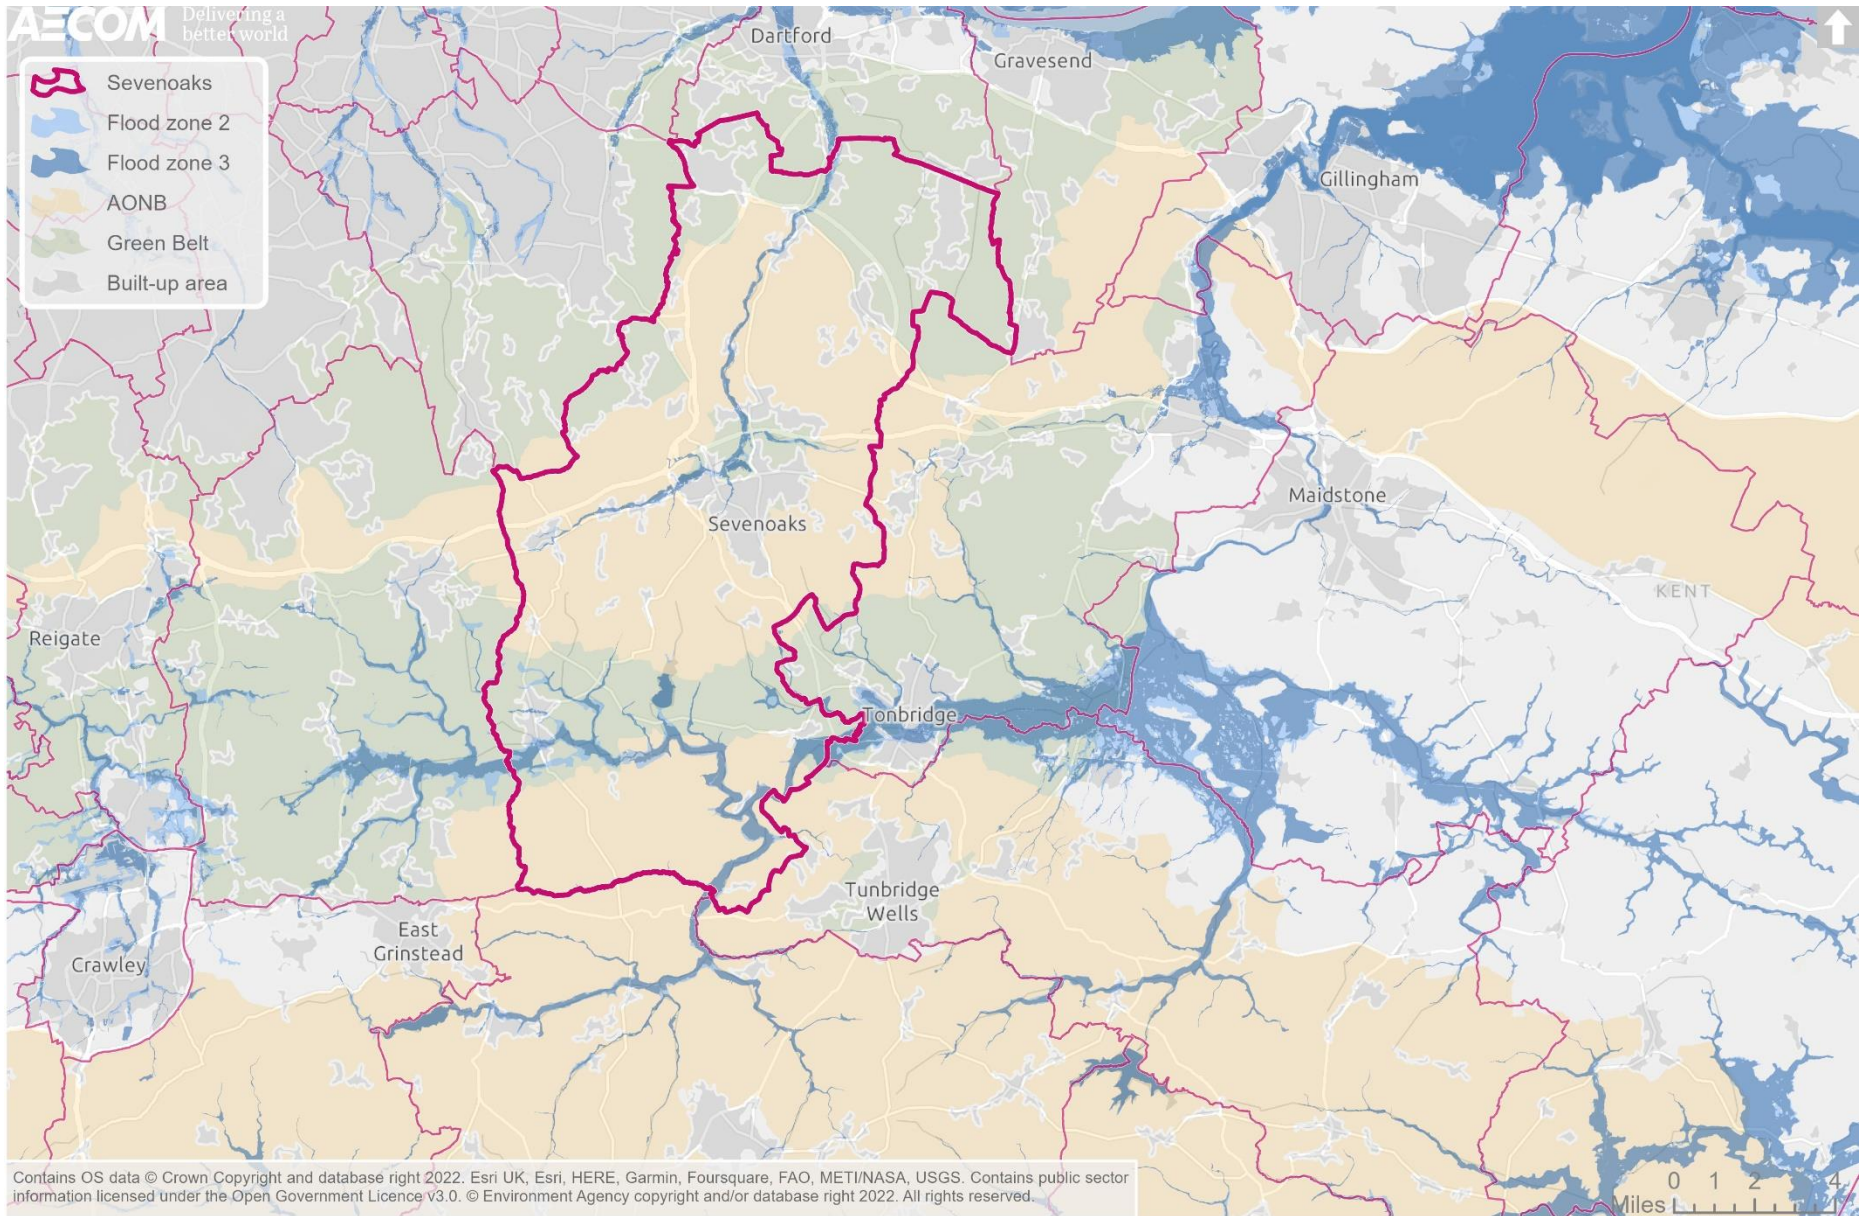 AECOM
Delivering a
better world
Sevenoaks
Flood zone 2
Flood zone 3
AONB
Green Belt
Built-up area
Dartford
Gravesend
Gillingham
Maidstone
Sevenoaks
KENT
Reigate
Tonbridge
Tunbridge
Wells
East
Grinstead
Crawley
Contains OS data © Crown Copyright and database right 2022. Esri UK, Esri, HERE, Garmin, Foursquare, FAO, METI/NASA, USGS. Contains public sector
information licensed under the Open Government Licence v3.0. © Environment Agency copyright and/or database right 2022. All rights reserved.
0 1 2 4
Miles